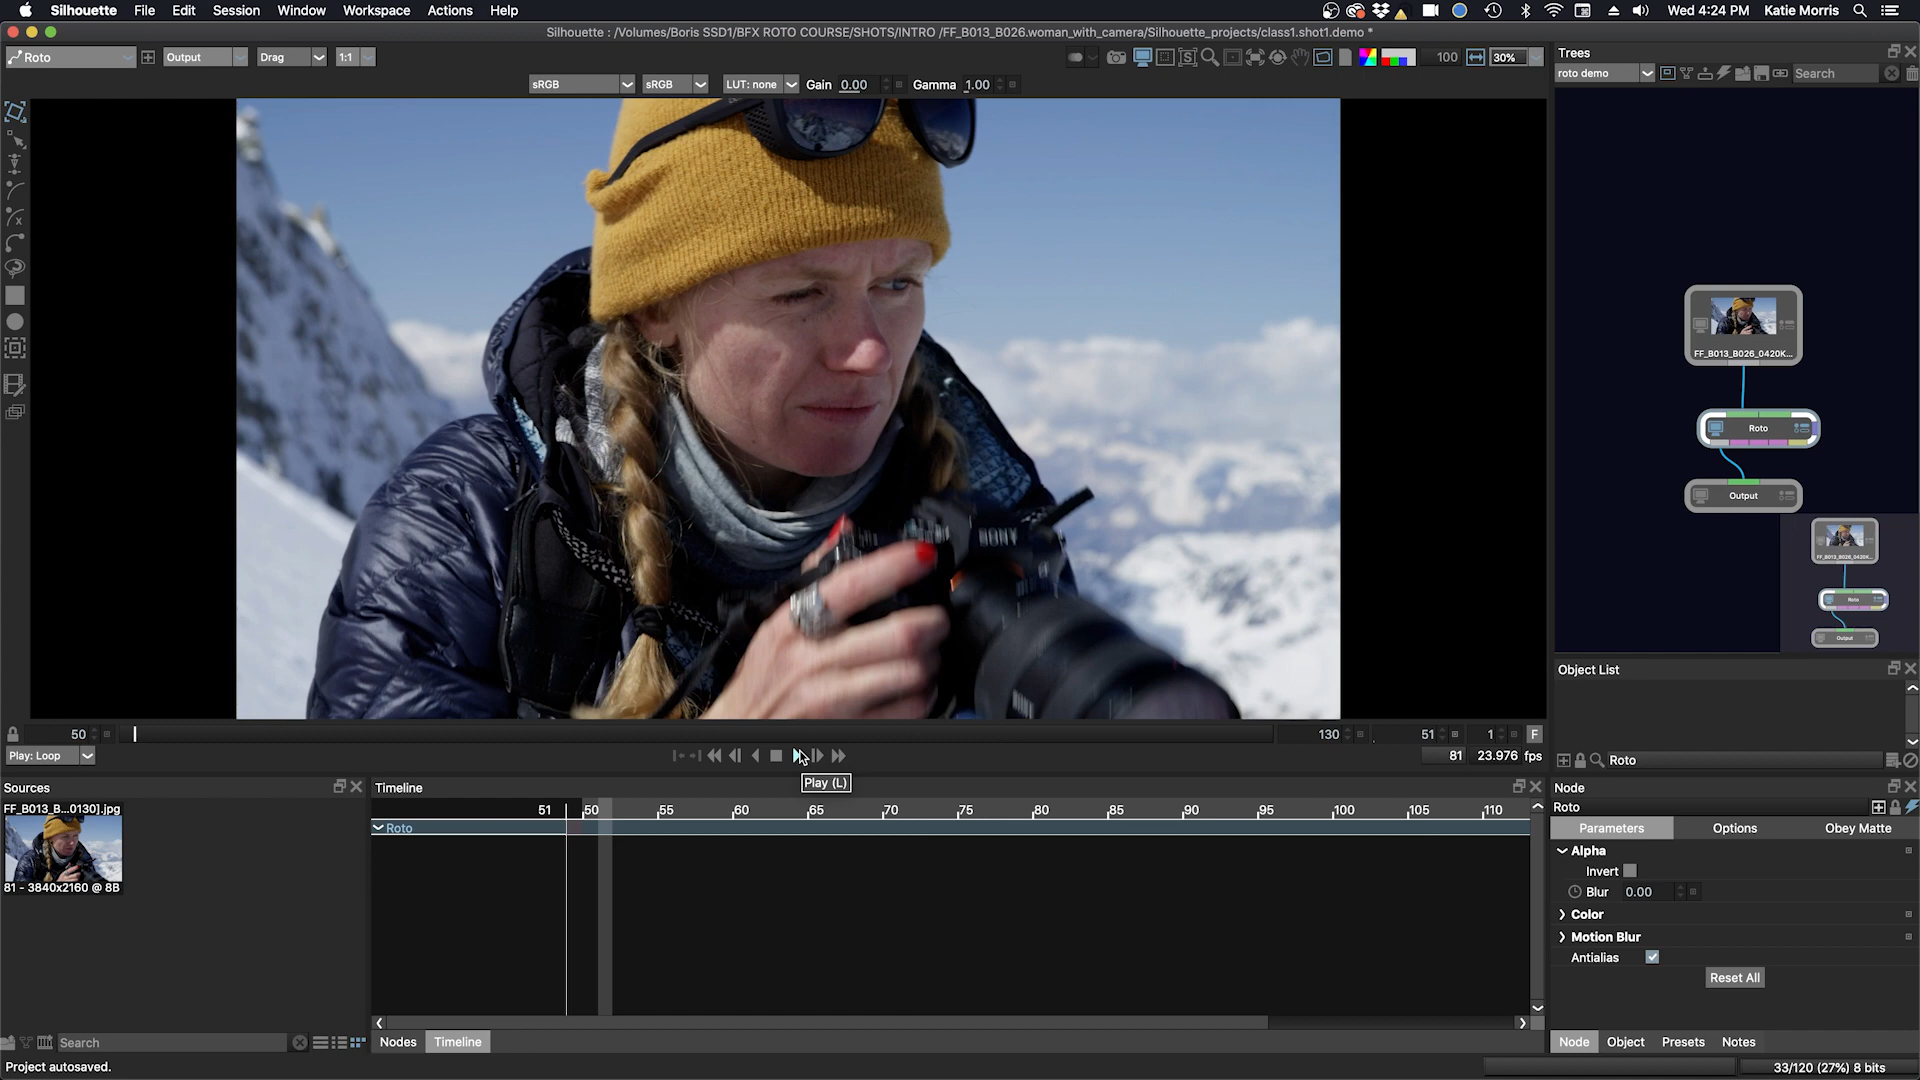 Silhouette File Edit Session Window Workspace Actions Help Wed 4:24 PM Katie Morris
Silhouette : /Volumes/Boris SSD1/BFX ROTO COURSE/SHOTS/INTRO /FF_B013_B026.woman_with_camera/Silhouette_projects/class1.shot1.demo *
Trees
Roto Output Drag 1:1 100 30%
roto demo Search
sRGB sRGB LUT: none Gain 0.00 Gamma 1.00
SONY
FF_B013_B026_0420K...
Roto
Output
FF_B013_B026_0420K...
Roto
Output
Object List
50 130 51 1 F
Play: Loop 81 23.976 fps
Roto
Play (L)
Sources
Timeline
Node
FF_B013_B...0130].jpg
81 - 3840x2160 @ 8B
51 50 55 60 65 70 75 80 85 90 95 100 105 110
Roto
Roto
Parameters Options Obey Matte
Alpha
Invert
Blur 0.00
Color
Motion Blur
Antialias
Reset All
Search
Nodes Timeline
Node Object Presets Notes
Project autosaved.
33/120 (27%) 8 bits